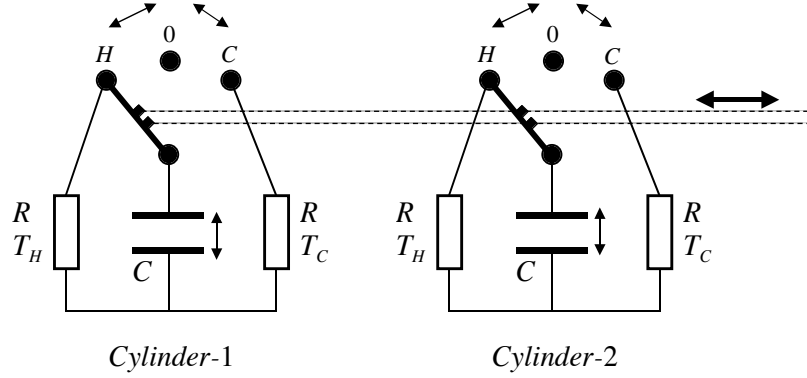 0 0
H C H C
R R R R
T_H T_C T_H T_C
C C
Cylinder-1 Cylinder-2